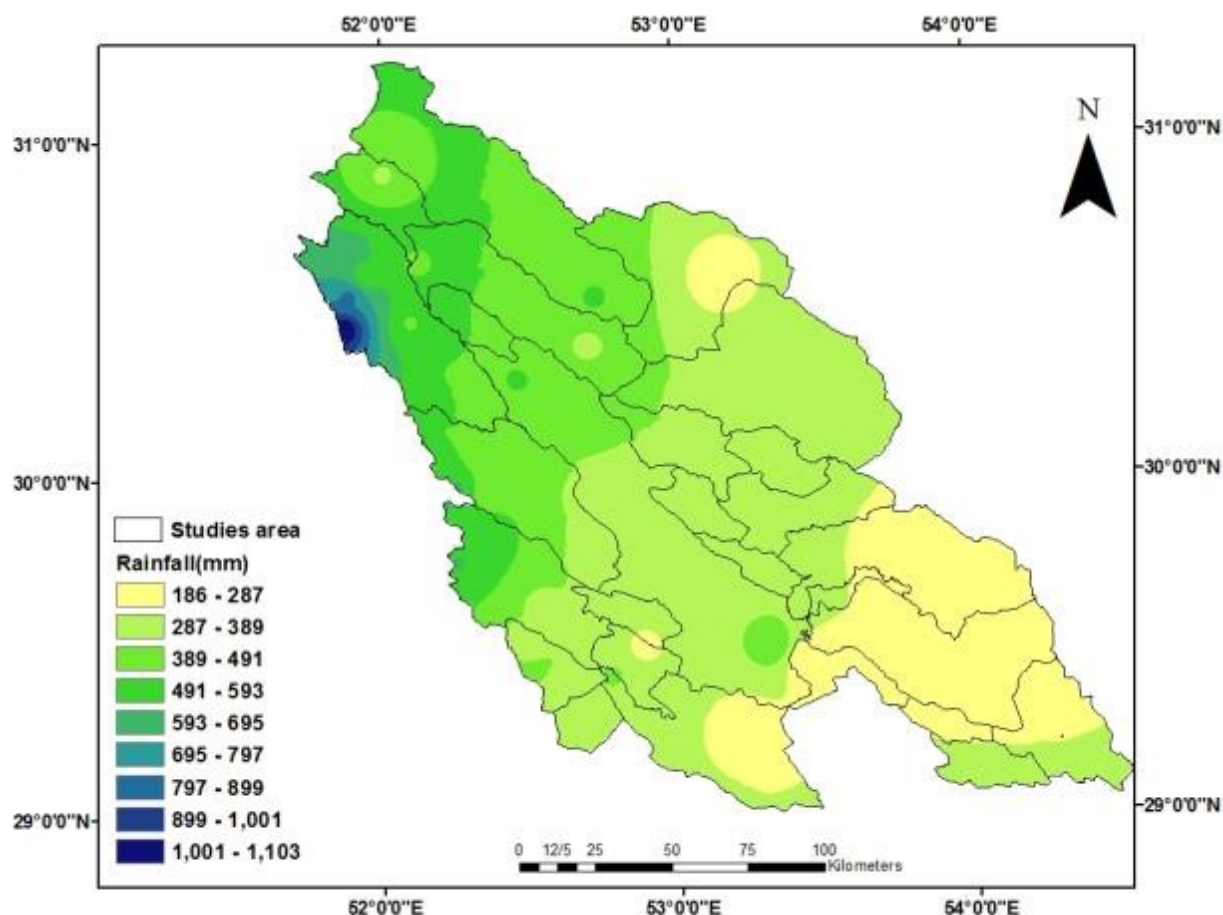 52°0'0"E 53°0'0"E 54°0'0"E
N
31°0'0"N 31°0'0"N
30°0'0"N 30°0'0"N
Studies area
Rainfall(mm)
186 - 287
287 - 389
389 - 491
491 - 593
593 - 695
695 - 797
797 - 899
899 - 1,001
1,001 - 1,103
29°0'0"N 29°0'0"N
0 12/5 25 50 75 100
Kilometers
52°0'0"E 53°0'0"E 54°0'0"E